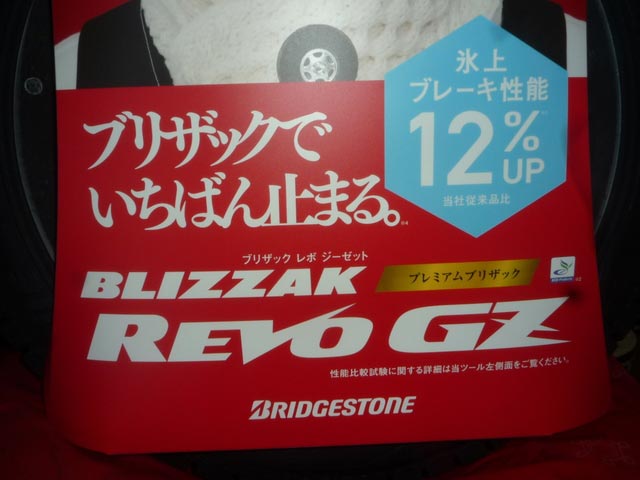 氷上
ブレーキ性能
12% UP
当社従来品比
ブリザックで
いちばん止まる。
ブリザック レボ ジーゼット
BLIZZAK
プレミアムブリザック
REVO GZ
性能比較試験に関する詳細は当ツール左側面をご覧ください。
BRIDGESTONE